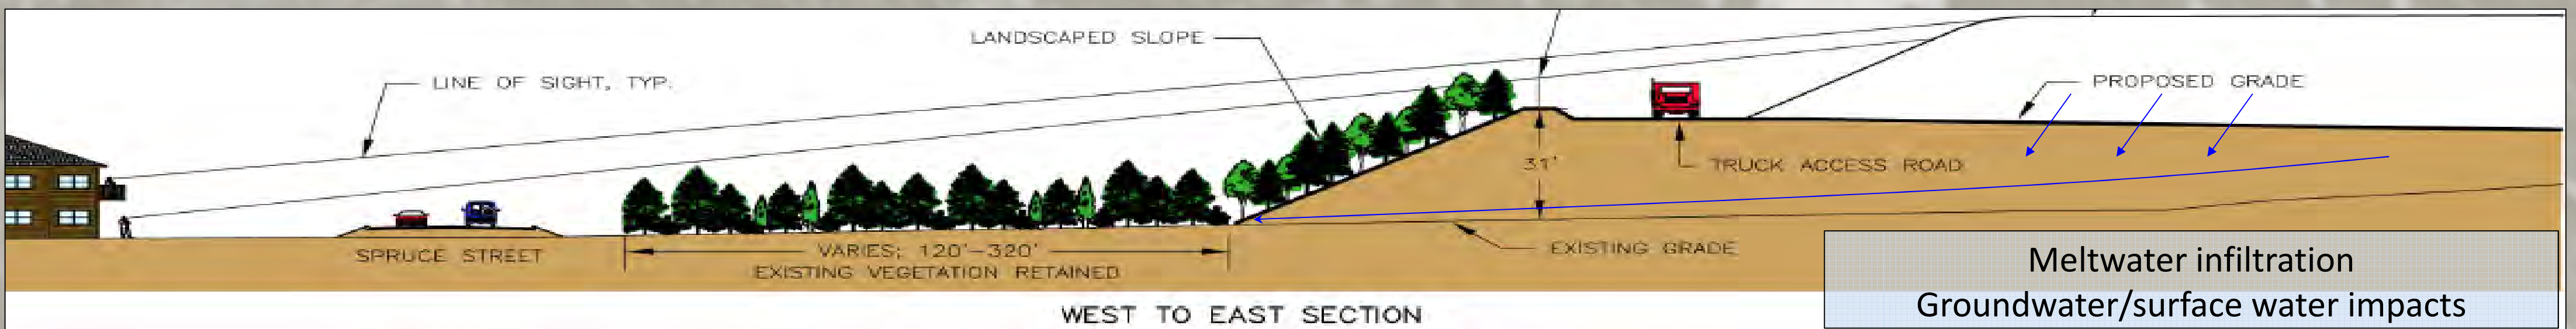 LANDSCAPED SLOPE
LINE OF SIGHT, TYP.
PROPOSED GRADE
31'
TRUCK ACCESS ROAD
SPRUCE STREET
VARIES; 120'-320'
EXISTING VEGETATION RETAINED
EXISTING GRADE
Meltwater infiltration
Groundwater/surface water impacts
WEST TO EAST SECTION